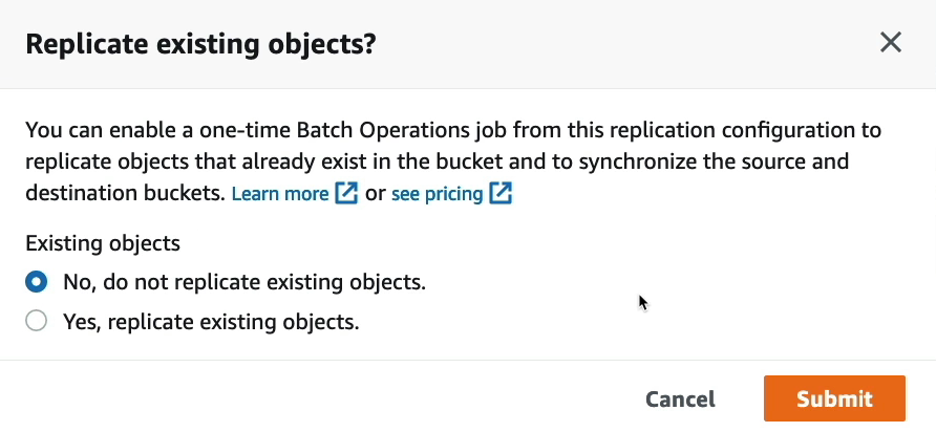 Replicate existing objects?
You can enable a one-time Batch Operations job from this replication configuration to
replicate objects that already exist in the bucket and to synchronize the source and
destination buckets. Learn more or see pricing
Existing objects
No, do not replicate existing objects.
Yes, replicate existing objects.
Cancel
Submit